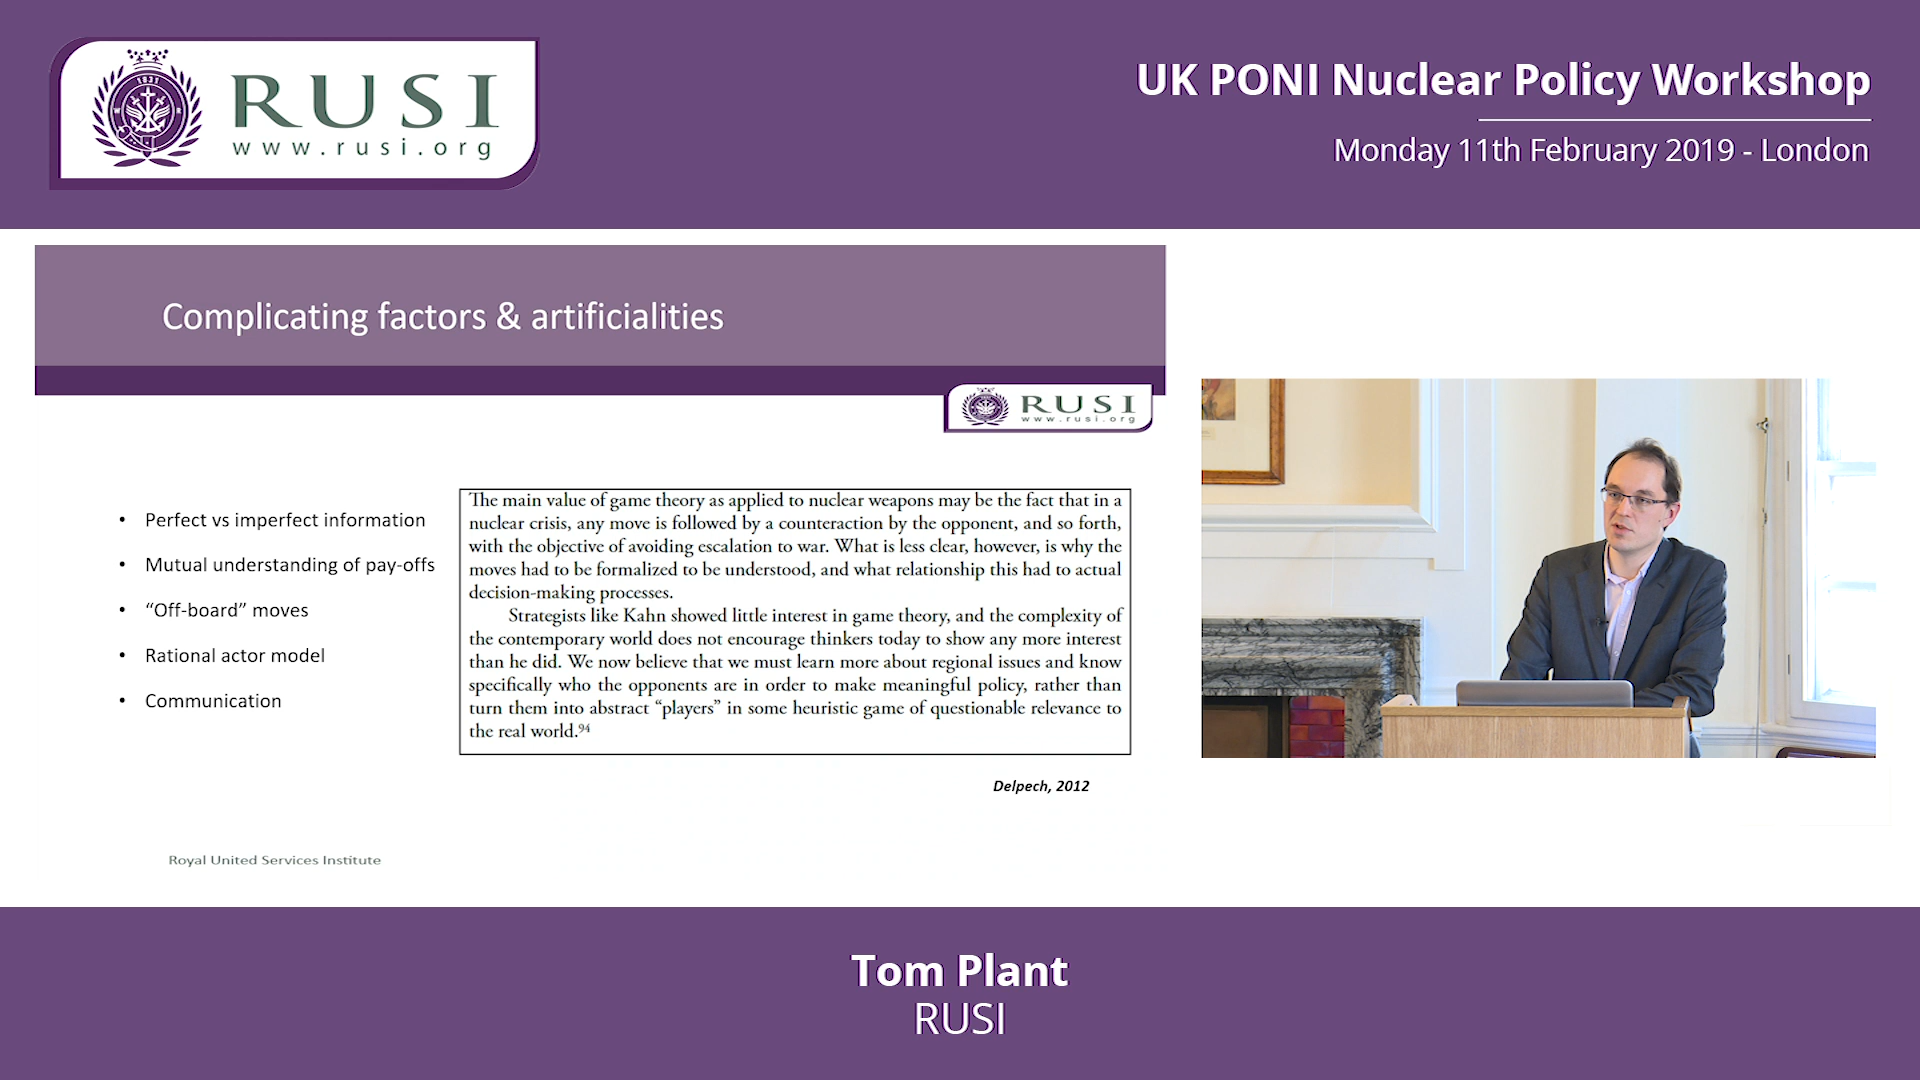 1831
RUSI
www.rusi.org
UK PONI Nuclear Policy Workshop
Monday 11th February 2019 - London
Complicating factors & artificialities
RUSI
www.rusi.org
• Perfect vs imperfect information
• Mutual understanding of pay-offs
• “Off-board” moves
• Rational actor model
• Communication
The main value of game theory as applied to nuclear weapons may be the fact that in a
nuclear crisis, any move is followed by a counteraction by the opponent, and so forth,
with the objective of avoiding escalation to war. What is less clear, however, is why the
moves had to be formalized to be understood, and what relationship this had to actual
decision-making processes.
Strategists like Kahn showed little interest in game theory, and the complexity of
the contemporary world does not encourage thinkers today to show any more interest
than he did. We now believe that we must learn more about regional issues and know
specifically who the opponents are in order to make meaningful policy, rather than
turn them into abstract “players” in some heuristic game of questionable relevance to
the real world.94
Delpech, 2012
Royal United Services Institute
Tom Plant
RUSI